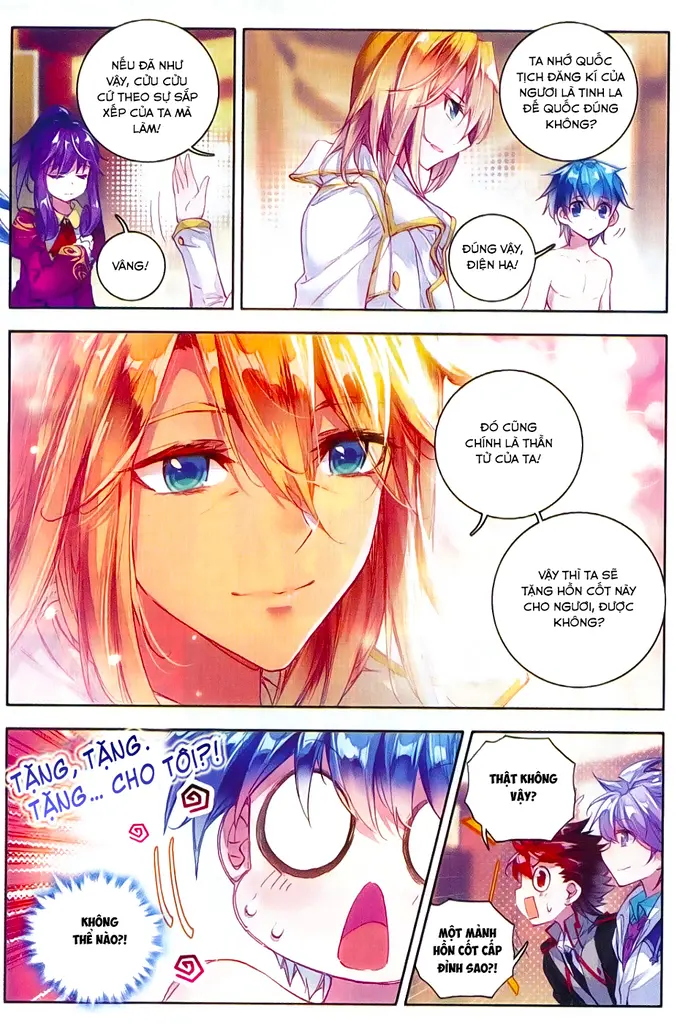 NẾU ĐÃ NHƯ
VẬY, CỬU CỬU
CỨ THEO SỰ SẮP
XẾP CỦA TA MÀ
LÀM!
VÂNG!
TA NHỚ QUỐC
TỊCH ĐĂNG KÍ CỦA
NGƯƠI LÀ TINH LA
ĐẾ QUỐC ĐÚNG
KHÔNG?
ĐÚNG VẬY,
ĐIỆN HẠ!
ĐÓ CŨNG
CHÍNH LÀ THẦN
TỬ CỦA TA!
VẬY THÌ TA SẼ
TẶNG HỒN CỐT NÀY
CHO NGƯƠI, ĐƯỢC
KHÔNG?
TẶNG, TẶNG.
TẶNG... CHO TÔI?!
KHÔNG
THỂ NÀO?!
THẬT KHÔNG
VẬY?
MỘT MẢNH
HỒN CỐT CẤP
ĐỈNH SAO?!